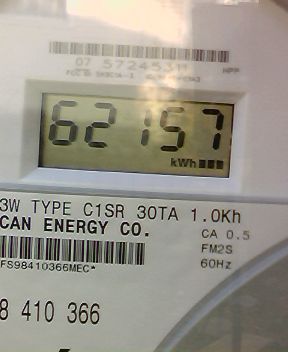 07 572453
62157
kWh
3W TYPE C1SR 30TA 1.0Kh
CAN ENERGY CO.
CA 0.5
FM2S
60Hz
FS98410366MEC*
8 410 366